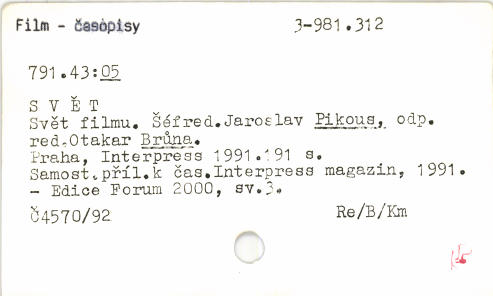 Film - časopisy 3-981.312
791.43:05
S V Ě T
Svět filmu. Šéfred.Jaroslav Pikous, odp.
red.Otakar Brůna.
Praha, Interpress 1991.191 s.
Samost.příl.k čas.Interpress magazin, 1991.
- Edice Forum 2000, sv.3.
Č4570/92 Re/B/Km